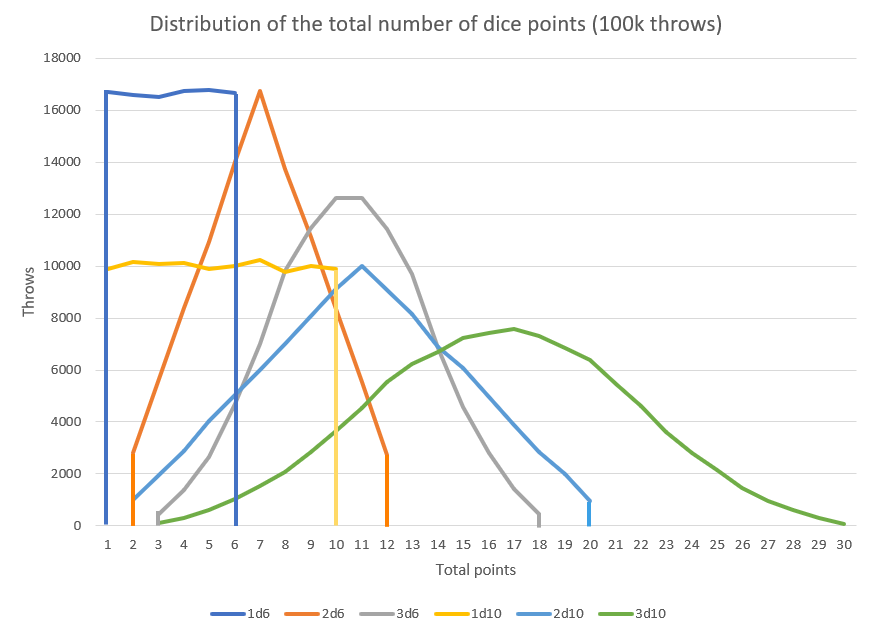 Distribution of the total number of dice points (100k throws)
18000
16000
14000
12000
10000
8000
6000
4000
2000
0
Throws
1 2 3 4 5 6 7 8 9 10 11 12 13 14 15 16 17 18 19 20 21 22 23 24 25 26 27 28 29 30
Total points
1d6 2d6 3d6 1d10 2d10 3d10